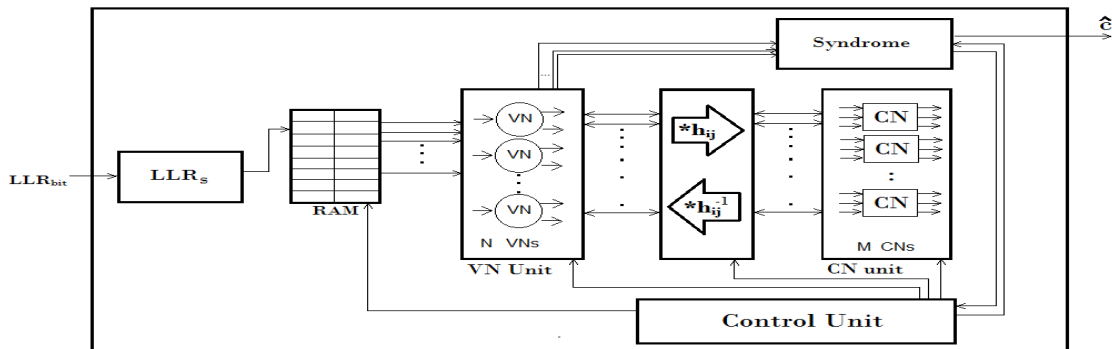 Syndrome
ĉ
VN
VN
VN
N VNs
VN Unit
*h_ij
*h_ij^-1
CN
CN
CN
M CNs
CN unit
LLR_bit
LLR_s
RAM
Control Unit